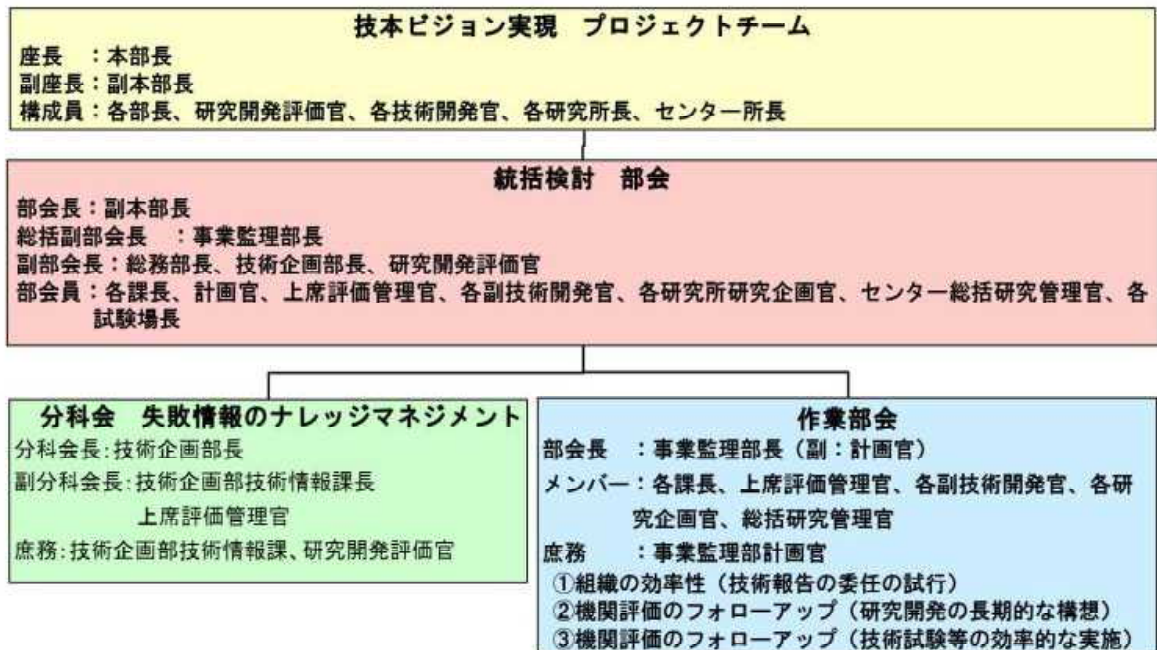 技本ビジョン実現 プロジェクトチーム
座長 :本部長
副座長:副本部長
構成員:各部長、研究開発評価官、各技術開発官、各研究所長、センター所長
統括検討 部会
部会長:副本部長
総括副部会長 :事業監理部長
副部会長:総務部長、技術企画部長、研究開発評価官
部会員:各課長、計画官、上席評価管理官、各副技術開発官、各研究所研究企画官、センター総括研究管理官、各
試験場長
分科会 失敗情報のナレッジマネジメント
分科会長:技術企画部長
副分科会長:技術企画部技術情報課長
上席評価管理官
庶務:技術企画部技術情報課、研究開発評価官
作業部会
部会長 :事業監理部長(副:計画官)
メンバー:各課長、上席評価管理官、各副技術開発官、各研
究企画官、総括研究管理官
庶務 :事業監理部計画官
①組織の効率性(技術報告の委任の試行)
②機関評価のフォローアップ(研究開発の長期的な構想)
③機関評価のフォローアップ(技術試験等の効率的な実施)